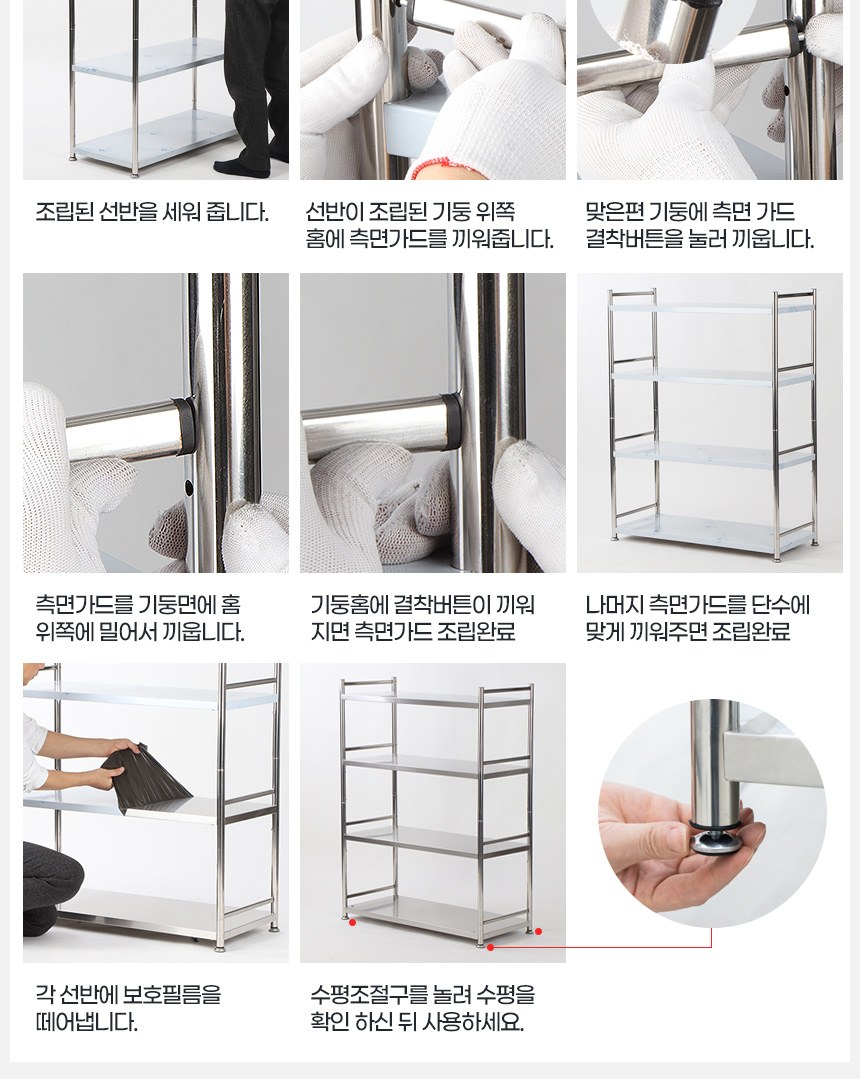 조립된 선반을 세워 줍니다.
선반이 조립된 기둥 위쪽
홈에 측면가드를 끼워줍니다.
맞은편 기둥에 측면 가드
결착버튼을 눌러 끼웁니다.
측면가드를 기둥면에 홈
위쪽에 밀어서 끼웁니다.
기둥홈에 결착버튼이 끼워
지면 측면가드 조립완료
나머지 측면가드를 단수에
맞게 끼워주면 조립완료
각 선반에 보호필름을
떼어냅니다.
수평조절구를 놀려 수평을
확인 하신 뒤 사용하세요.